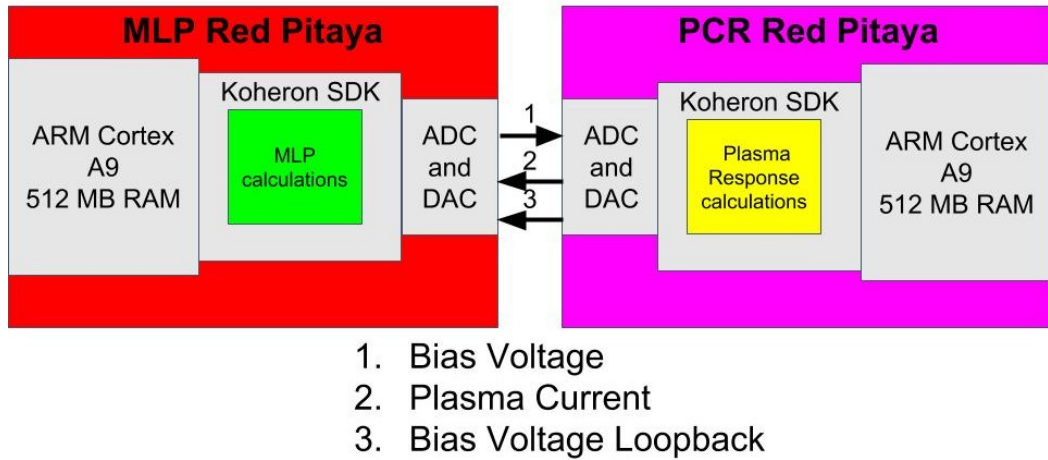 MLP Red Pitaya
PCR Red Pitaya
ARM Cortex
A9
512 MB RAM
Koheron SDK
MLP
calculations
ADC
and
DAC
1
2
3
ADC
and
DAC
Koheron SDK
Plasma
Response
calculations
ARM Cortex
A9
512 MB RAM
1. Bias Voltage
2. Plasma Current
3. Bias Voltage Loopback